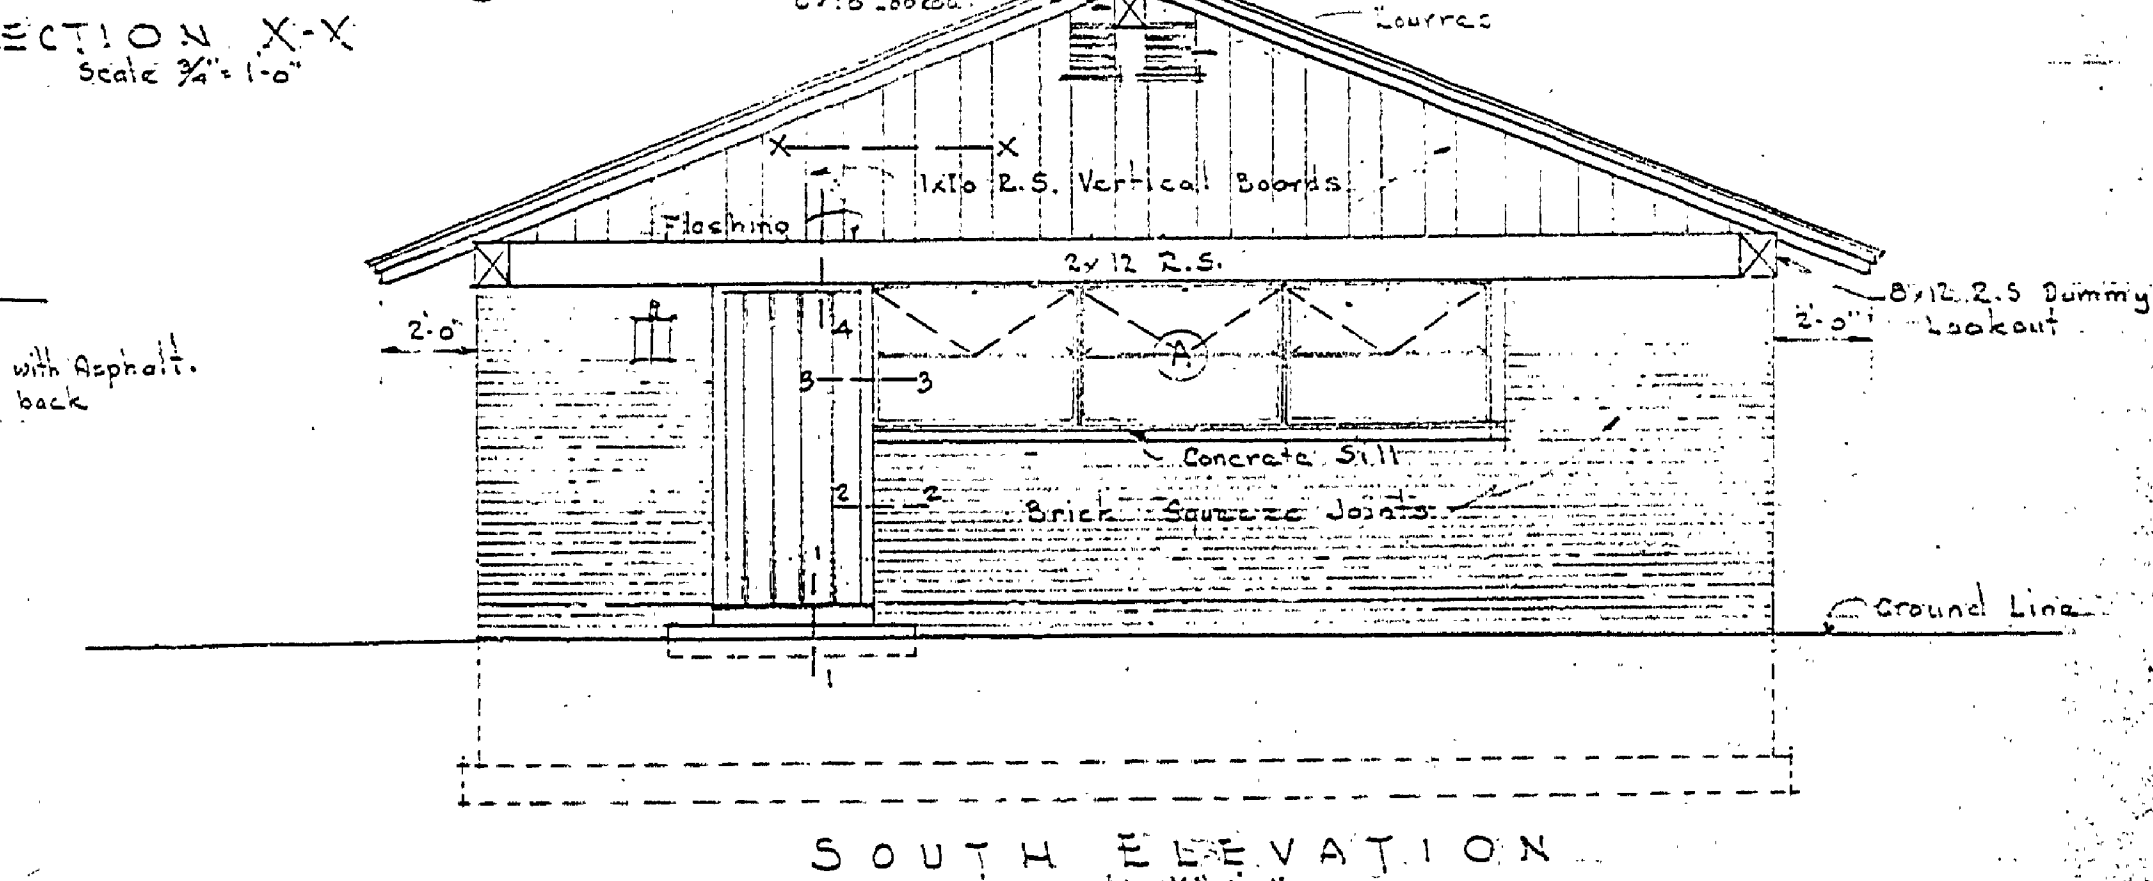 ECTION X-X
Scale 3/4" = 1'-0"
Louvres
X X
1x10 R.S. Vertical Boards
Flashing
2x12 R.S.
8x12 R.S Dummy
Lookout
2'-0"
2'-0"
with Asphalt.
back
4
A
3 3
Concrete Sill
2 2
Brick Squeeze Joints
1
Ground Line
1
SOUTH ELEVATION